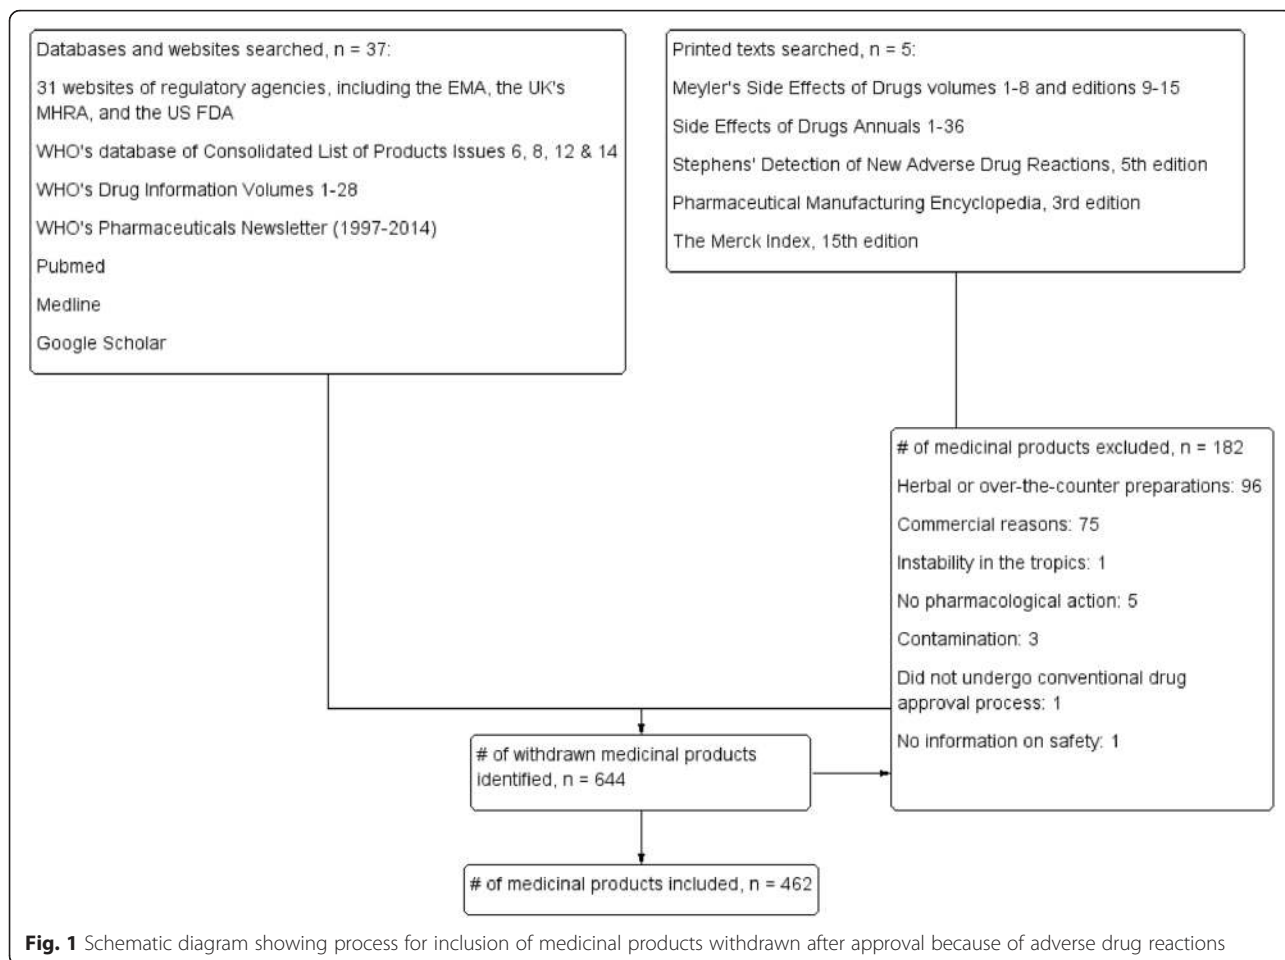 Databases and websites searched, n = 37:
31 websites of regulatory agencies, including the EMA, the UK's
MHRA, and the US FDA
WHO's database of Consolidated List of Products Issues 6, 8, 12 & 14
WHO's Drug Information Volumes 1-28
WHO's Pharmaceuticals Newsletter (1997-2014)
Pubmed
Medline
Google Scholar
Printed texts searched, n = 5:
Meyler's Side Effects of Drugs volumes 1-8 and editions 9-15
Side Effects of Drugs Annuals 1-36
Stephens' Detection of New Adverse Drug Reactions, 5th edition
Pharmaceutical Manufacturing Encyclopedia, 3rd edition
The Merck Index, 15th edition
# of medicinal products excluded, n = 182
Herbal or over-the-counter preparations: 96
Commercial reasons: 75
Instability in the tropics: 1
No pharmacological action: 5
Contamination: 3
Did not undergo conventional drug
approval process: 1
No information on safety: 1
# of withdrawn medicinal products
identified, n = 644
# of medicinal products included, n = 462
Fig. 1 Schematic diagram showing process for inclusion of medicinal products withdrawn after approval because of adverse drug reactions